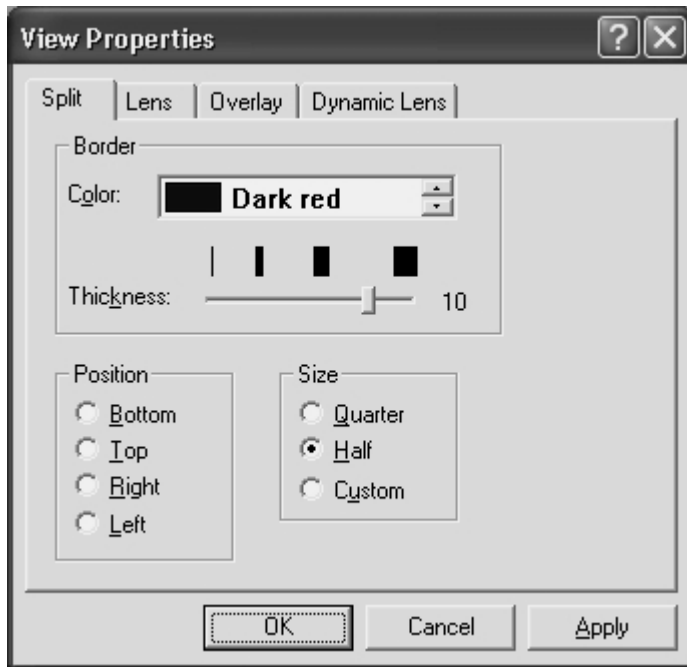 View Properties
Split Lens Overlay Dynamic Lens
Border
Color: Dark red
Thickness: 10
Position
Bottom
Top
Right
Left
Size
Quarter
Half
Custom
OK Cancel Apply